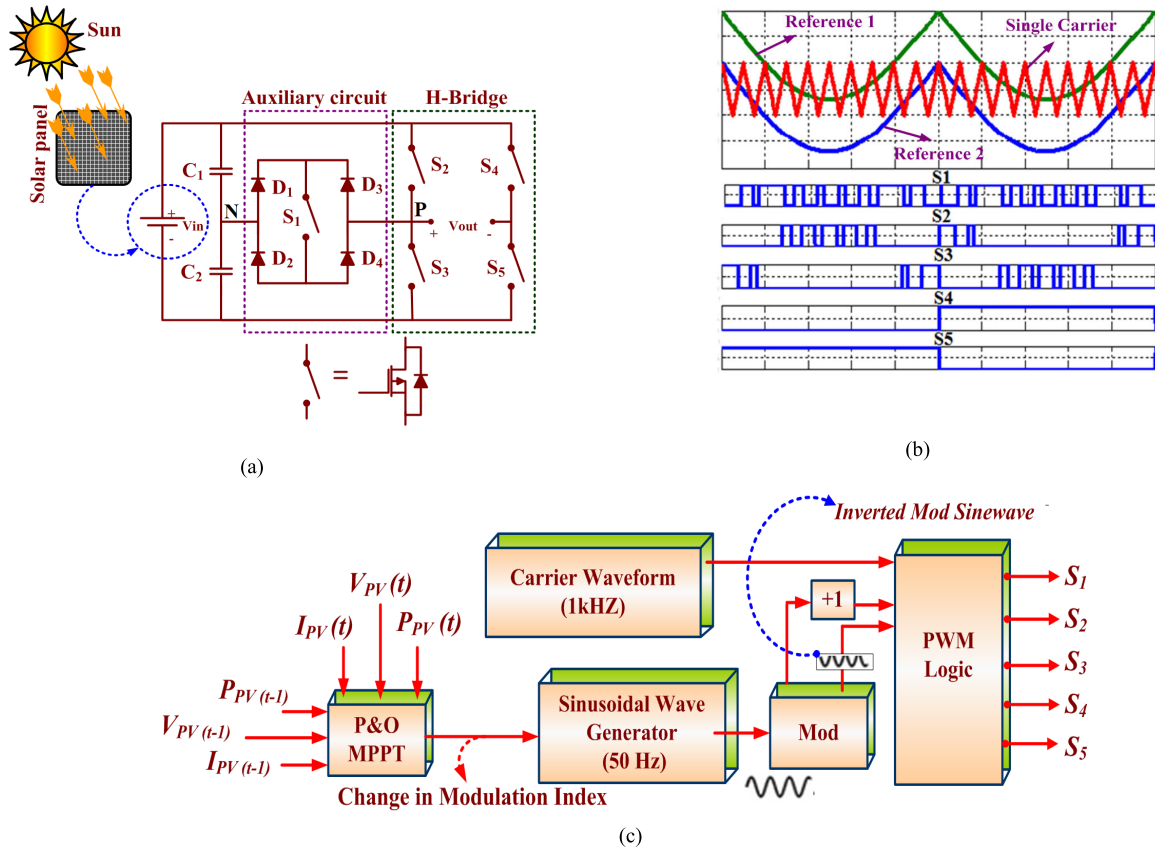 Sun
Solar panel
Auxiliary circuit
H-Bridge
C1
C2
N
D1
D2
S1
D3
D4
P
S2
S3
S4
S5
+
Vin
-
Vout
+
-
=
(a)
Reference 1
Single Carrier
Reference 2
S1
S2
S3
S4
S5
(b)
Inverted Mod Sinewave
Carrier Waveform
(1kHZ)
+1
PWM
Logic
S1
S2
S3
S4
S5
VPV(t)
IPV(t)
PPV(t)
PPV(t-1)
VPV(t-1)
IPV(t-1)
P&O
MPPT
Sinusoidal Wave
Generator
(50 Hz)
Mod
Change in Modulation Index
(c)